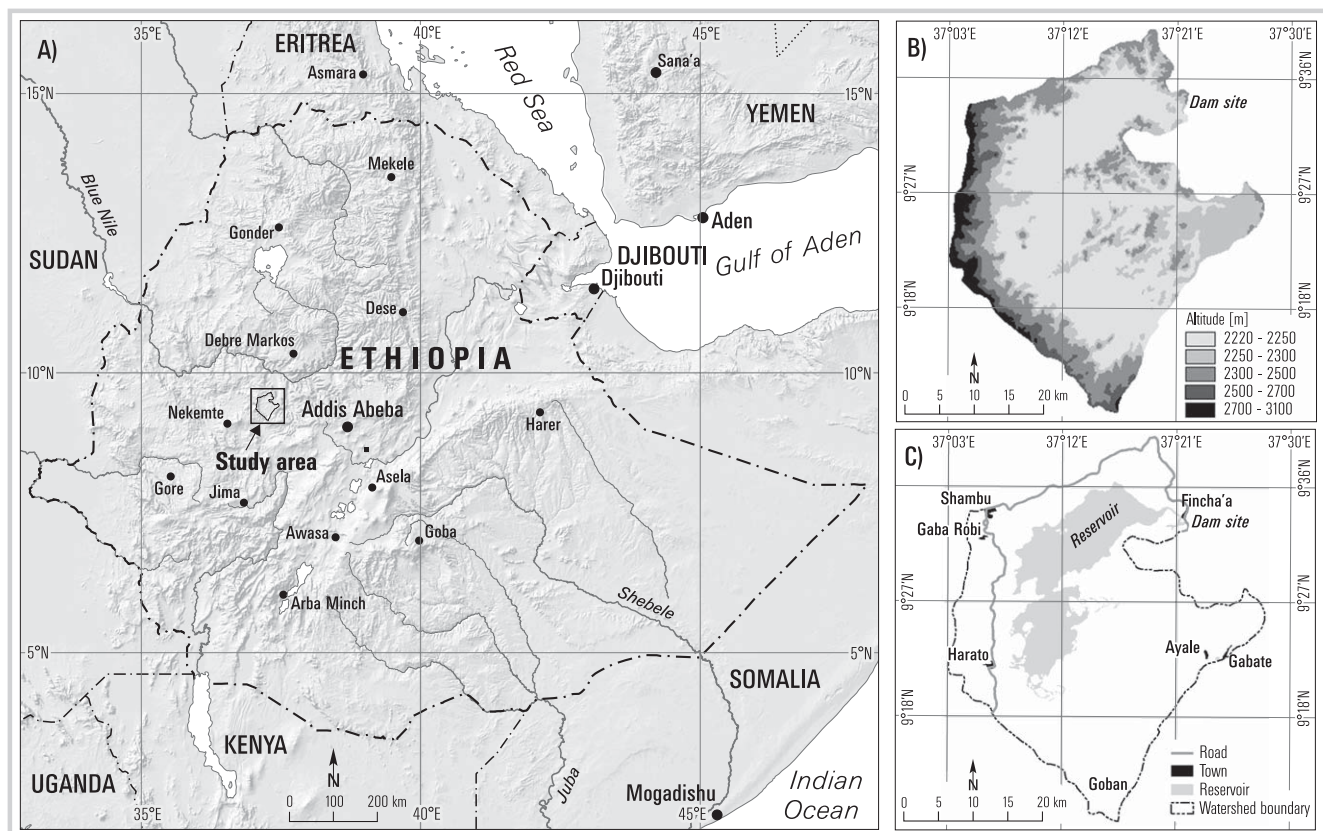 A)
35°E
40°E
45°E
ERITREA
Asmara
Red Sea
Sana'a
15°N
15°N
YEMEN
Mekele
Blue Nile
Gonder
Aden
SUDAN
DJIBOUTI
Gulf of Aden
Djibouti
Dese
Debre Markos
ETHIOPIA
10°N
10°N
Nekemte
Addis Abeba
Harer
Study area
Gore
Jima
Asela
Awasa
Goba
Arba Minch
Shebele
5°N
5°N
SOMALIA
KENYA
UGANDA
N
0 100 200 km
Juba
Mogadishu
Indian
Ocean
35°E
40°E
45°E
B)
37°03'E
37°12'E
37°21'E
37°30'E
9°36'N
Dam site
9°27'N
9°27'N
9°18'N
9°18'N
Altitude [m]
2220 - 2250
2250 - 2300
2300 - 2500
2500 - 2700
2700 - 3100
N
0 5 10 15 20 km
C)
37°03'E
37°12'E
37°21'E
37°30'E
9°36'N
Shambu
Fincha'a
Gaba Robi
Dam site
Reservoir
9°27'N
9°27'N
Harato
Ayale
Gabate
9°18'N
9°18'N
Goban
Road
Town
Reservoir
Watershed boundary
N
0 5 10 15 20 km